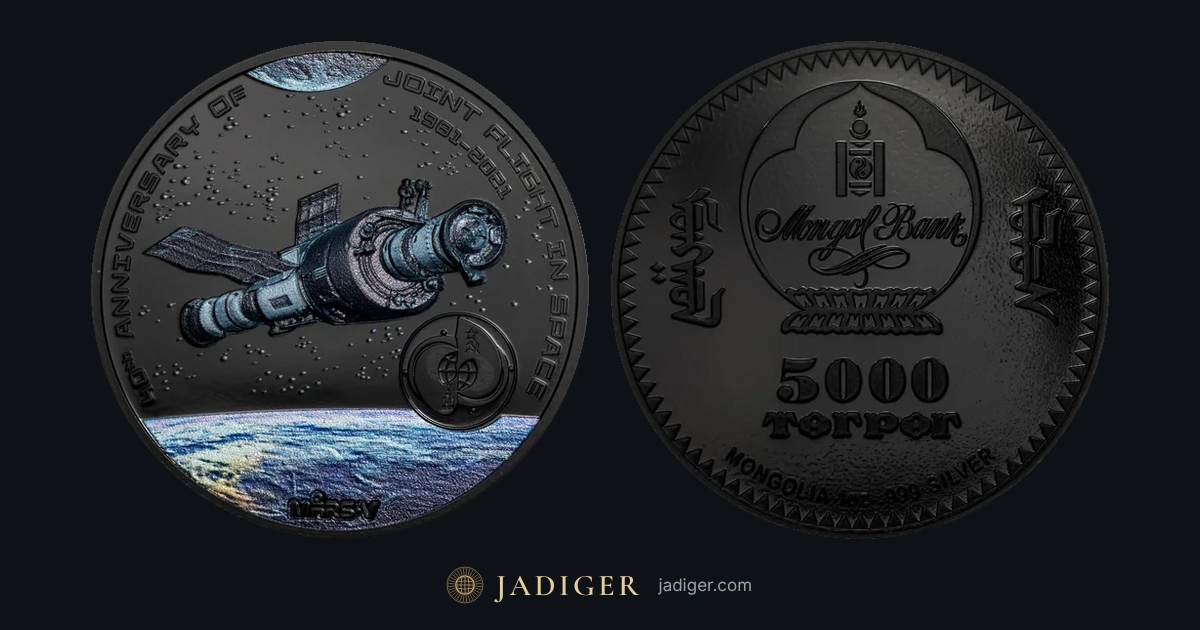 40th ANNIVERSARY OF
JOINT FLIGHT IN SPACE
1981-2021
Mongol Bank
5000
ТӨГРӨГ
MONGOLIA 1oz .999 SILVER
JADIGER
jadiger.com